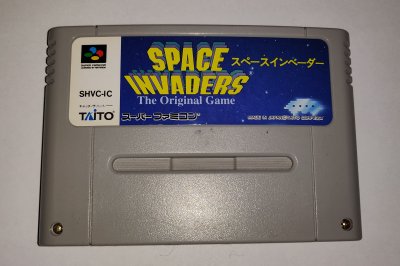 SPACE
INVADERS
スペースインベーダー
The Original Game
SHVC-IC
TAITO
スーパーファミコン